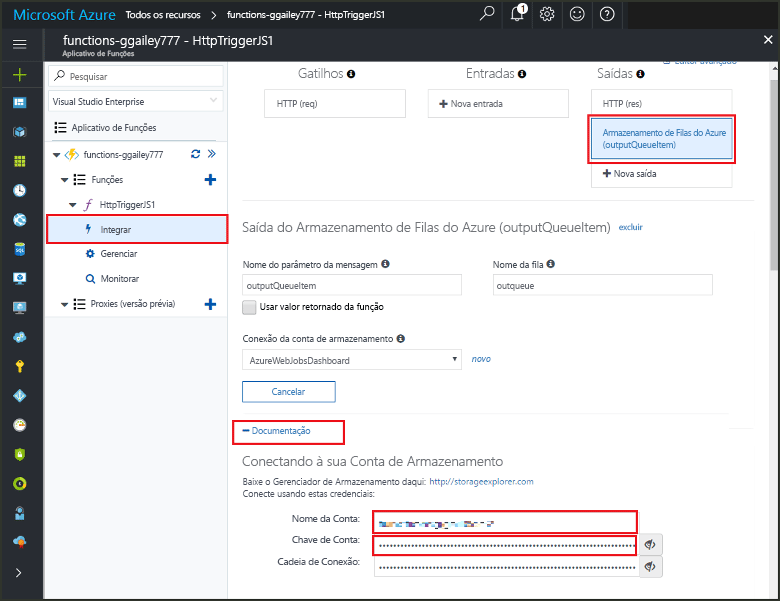 Microsoft Azure Todos os recursos > functions-ggailey777 - HttpTriggerJS1
1
functions-ggailey777 - HttpTriggerJS1
Aplicativo de Funções
Pesquisar
Visual Studio Enterprise
Aplicativo de Funções
functions-ggailey777
Funções
HttpTriggerJS1
Integrar
Gerenciar
Monitorar
Proxies (versão prévia)
SQL
Editor avançado
Gatilhos
Entradas
Saídas
HTTP (req)
Nova entrada
HTTP (res)
Armazenamento de Filas do Azure
(outputQueueItem)
Nova saída
Saída do Armazenamento de Filas do Azure (outputQueueItem) excluir
Nome do parâmetro da mensagem
Nome da fila
outputQueueItem
outqueue
Usar valor retornado da função
Conexão da conta de armazenamento
AzureWebJobsDashboard
novo
Cancelar
Documentação
Conectando à sua Conta de Armazenamento
Baixe o Gerenciador de Armazenamento daqui: http://storageexplorer.com
Conecte usando estas credenciais:
Nome da Conta:
Chave de Conta:
Cadeia de Conexão: